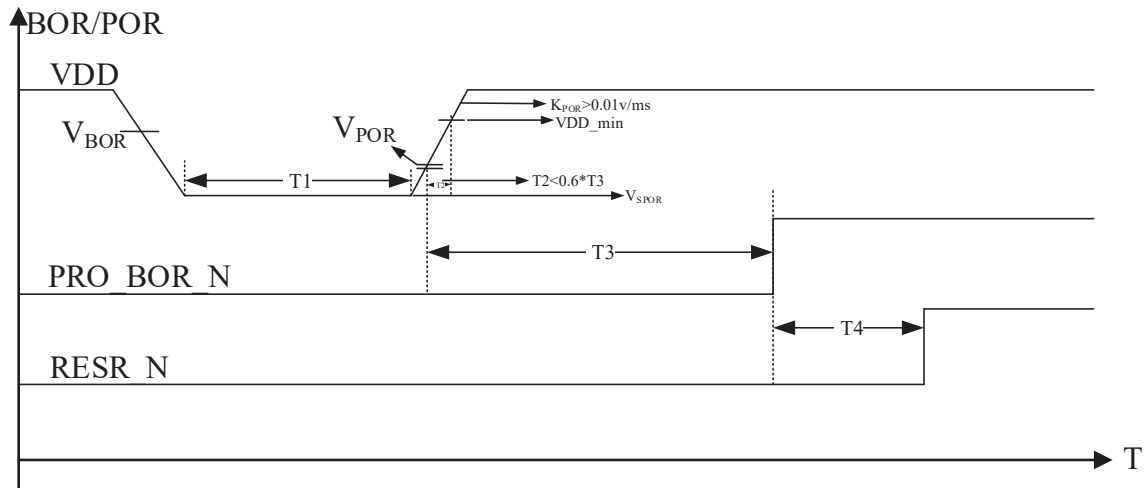 BOR/POR
VDD
K_POR>0.01v/ms
VDD_min
V_BOR
V_POR
T1
T2
T2<0.6*T3
V_SPOR
T3
PRO_BOR_N
T4
RESR_N
T